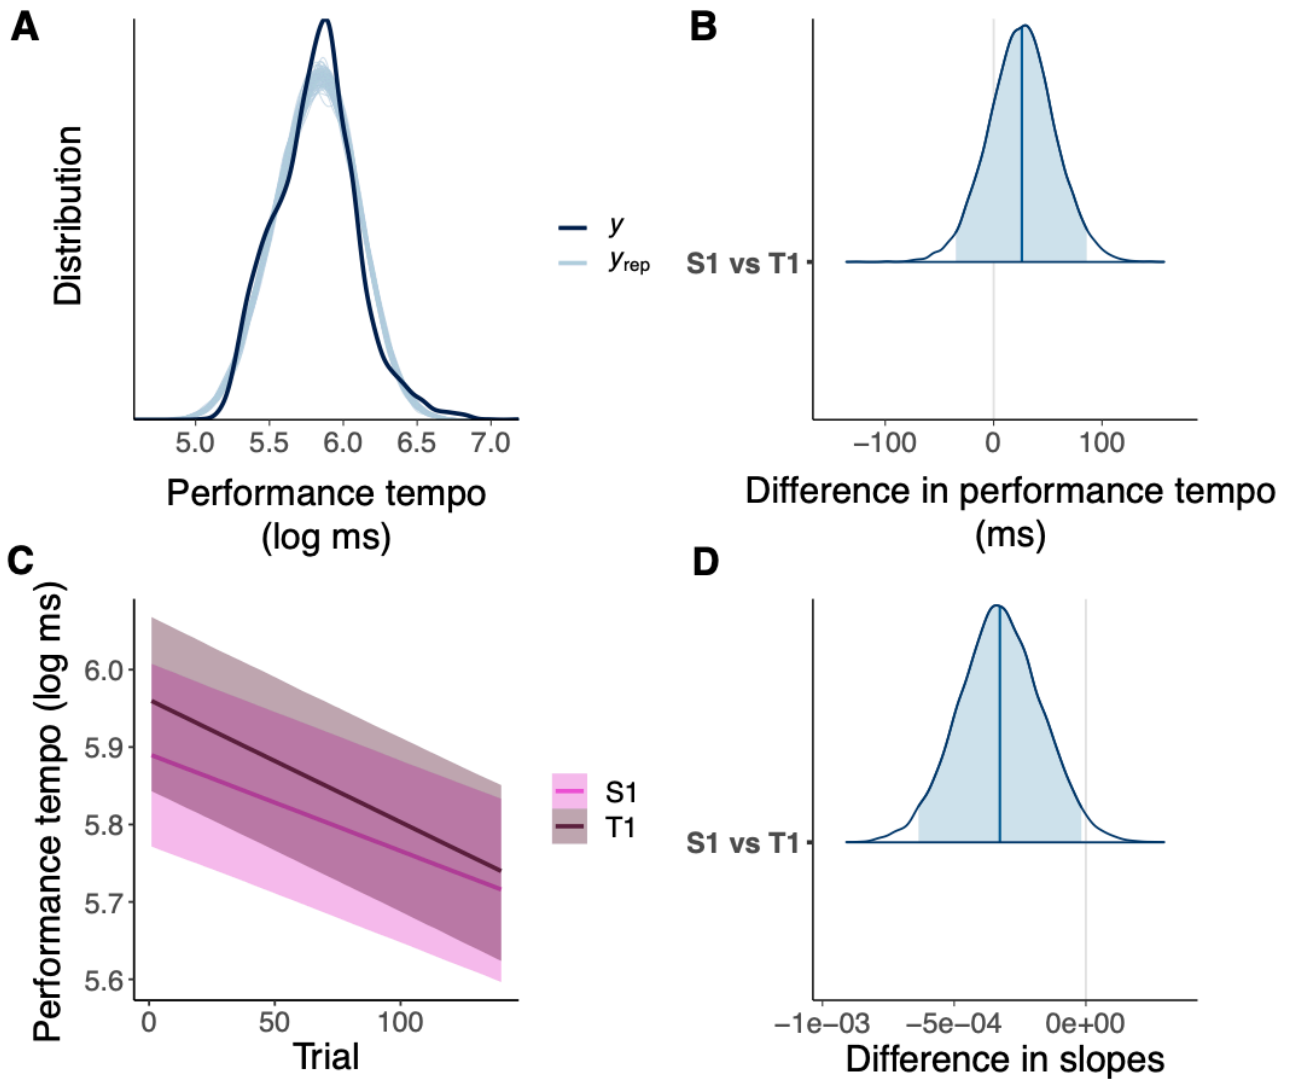 A
Distribution
y
yrep
5.0 5.5 6.0 6.5 7.0
Performance tempo
(log ms)
B
S1 vs T1
−100 0 100
Difference in performance tempo
(ms)
C
Performance tempo (log ms)
6.0
5.9
5.8
5.7
5.6
0 50 100
Trial
S1
T1
D
S1 vs T1
−1e−03 −5e−04 0e+00
Difference in slopes